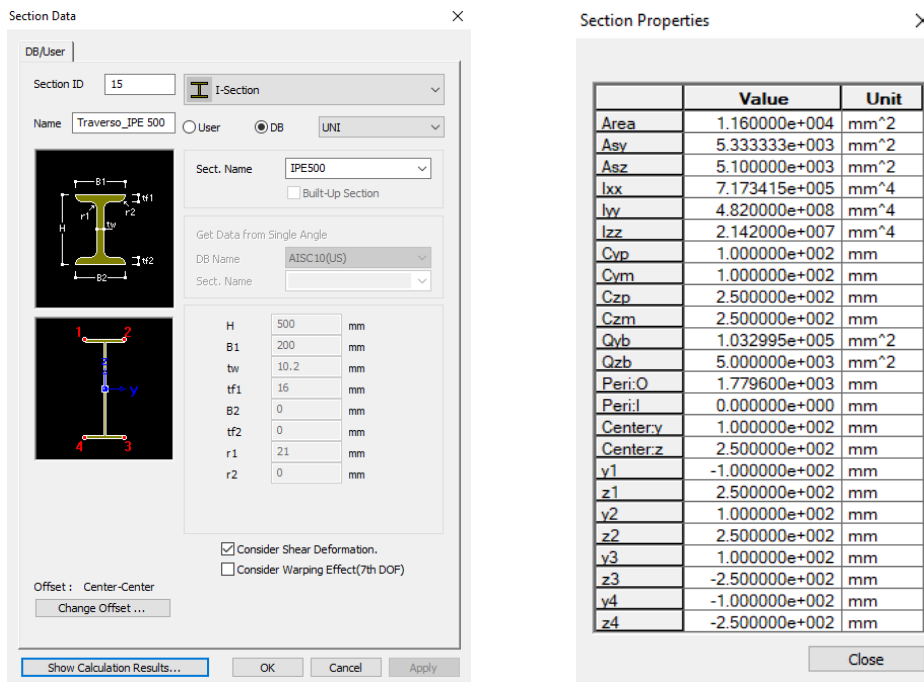 Section Data
DB/User
Section ID 15 I-Section
Name Traverso_IPE 500 User DB UNI
B1
tf1
r1 r2
H tw
tf2
B2
Sect. Name IPE500
Built-Up Section
Get Data from Single Angle
DB Name AISC10(US)
Sect. Name
1 2
z
y
4 3
H 500 mm
B1 200 mm
tw 10.2 mm
tf1 16 mm
B2 0 mm
tf2 0 mm
r1 21 mm
r2 0 mm
Consider Shear Deformation.
Consider Warping Effect(7th DOF)
Offset : Center-Center
Change Offset ...
Show Calculation Results... OK Cancel Apply
Section Properties
Value Unit
Area 1.160000e+004 mm^2
Asy 5.333333e+003 mm^2
Asz 5.100000e+003 mm^2
Ixx 7.173415e+005 mm^4
Iyy 4.820000e+008 mm^4
Izz 2.142000e+007 mm^4
Cyp 1.000000e+002 mm
Cym 1.000000e+002 mm
Czp 2.500000e+002 mm
Czm 2.500000e+002 mm
Qyb 1.032995e+005 mm^2
Qzb 5.000000e+003 mm^2
Peri:O 1.779600e+003 mm
Peri:I 0.000000e+000 mm
Center:y 1.000000e+002 mm
Center:z 2.500000e+002 mm
y1 -1.000000e+002 mm
z1 2.500000e+002 mm
y2 1.000000e+002 mm
z2 2.500000e+002 mm
y3 1.000000e+002 mm
z3 -2.500000e+002 mm
y4 -1.000000e+002 mm
z4 -2.500000e+002 mm
Close